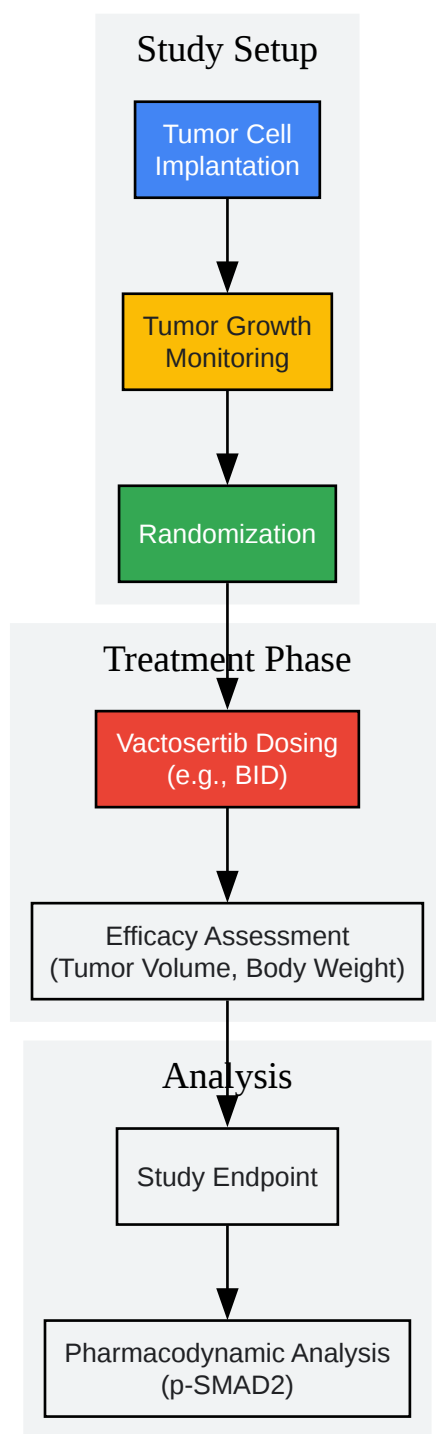 Study Setup
Tumor Cell
Implantation
Tumor Growth
Monitoring
Randomization
Treatment Phase
Vactosertib Dosing
(e.g., BID)
Efficacy Assessment
(Tumor Volume, Body Weight)
Analysis
Study Endpoint
Pharmacodynamic Analysis
(p-SMAD2)